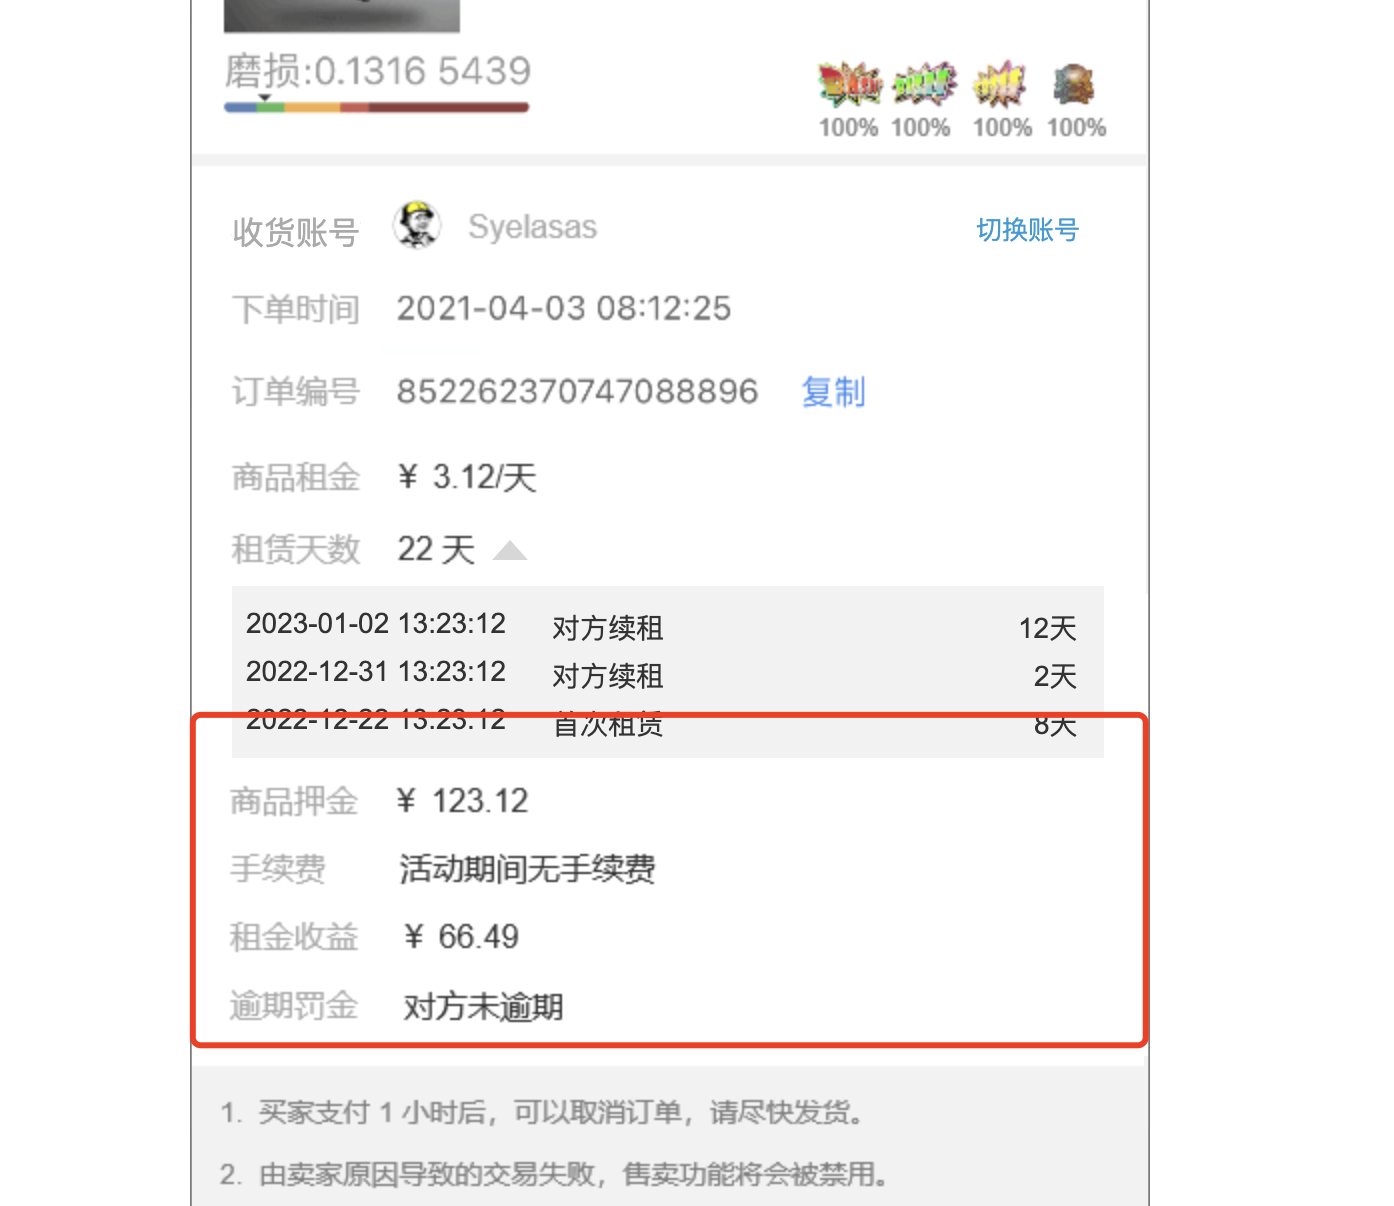 磨损:0.1316 5439
100% 100% 100% 100%
收货账号 Syelasas 切换账号
下单时间 2021-04-03 08:12:25
订单编号 852262370747088896 复制
商品租金 ¥ 3.12/天
租赁天数 22 天
2023-01-02 13:23:12 对方续租 12天
2022-12-31 13:23:12 对方续租 2天
2022-12-22 13:23:12 首次租赁 8天
商品押金 ¥ 123.12
手续费 活动期间无手续费
租金收益 ¥ 66.49
逾期罚金 对方未逾期
1. 买家支付 1 小时后，可以取消订单，请尽快发货。
2. 由卖家原因导致的交易失败，售卖功能将会被禁用。